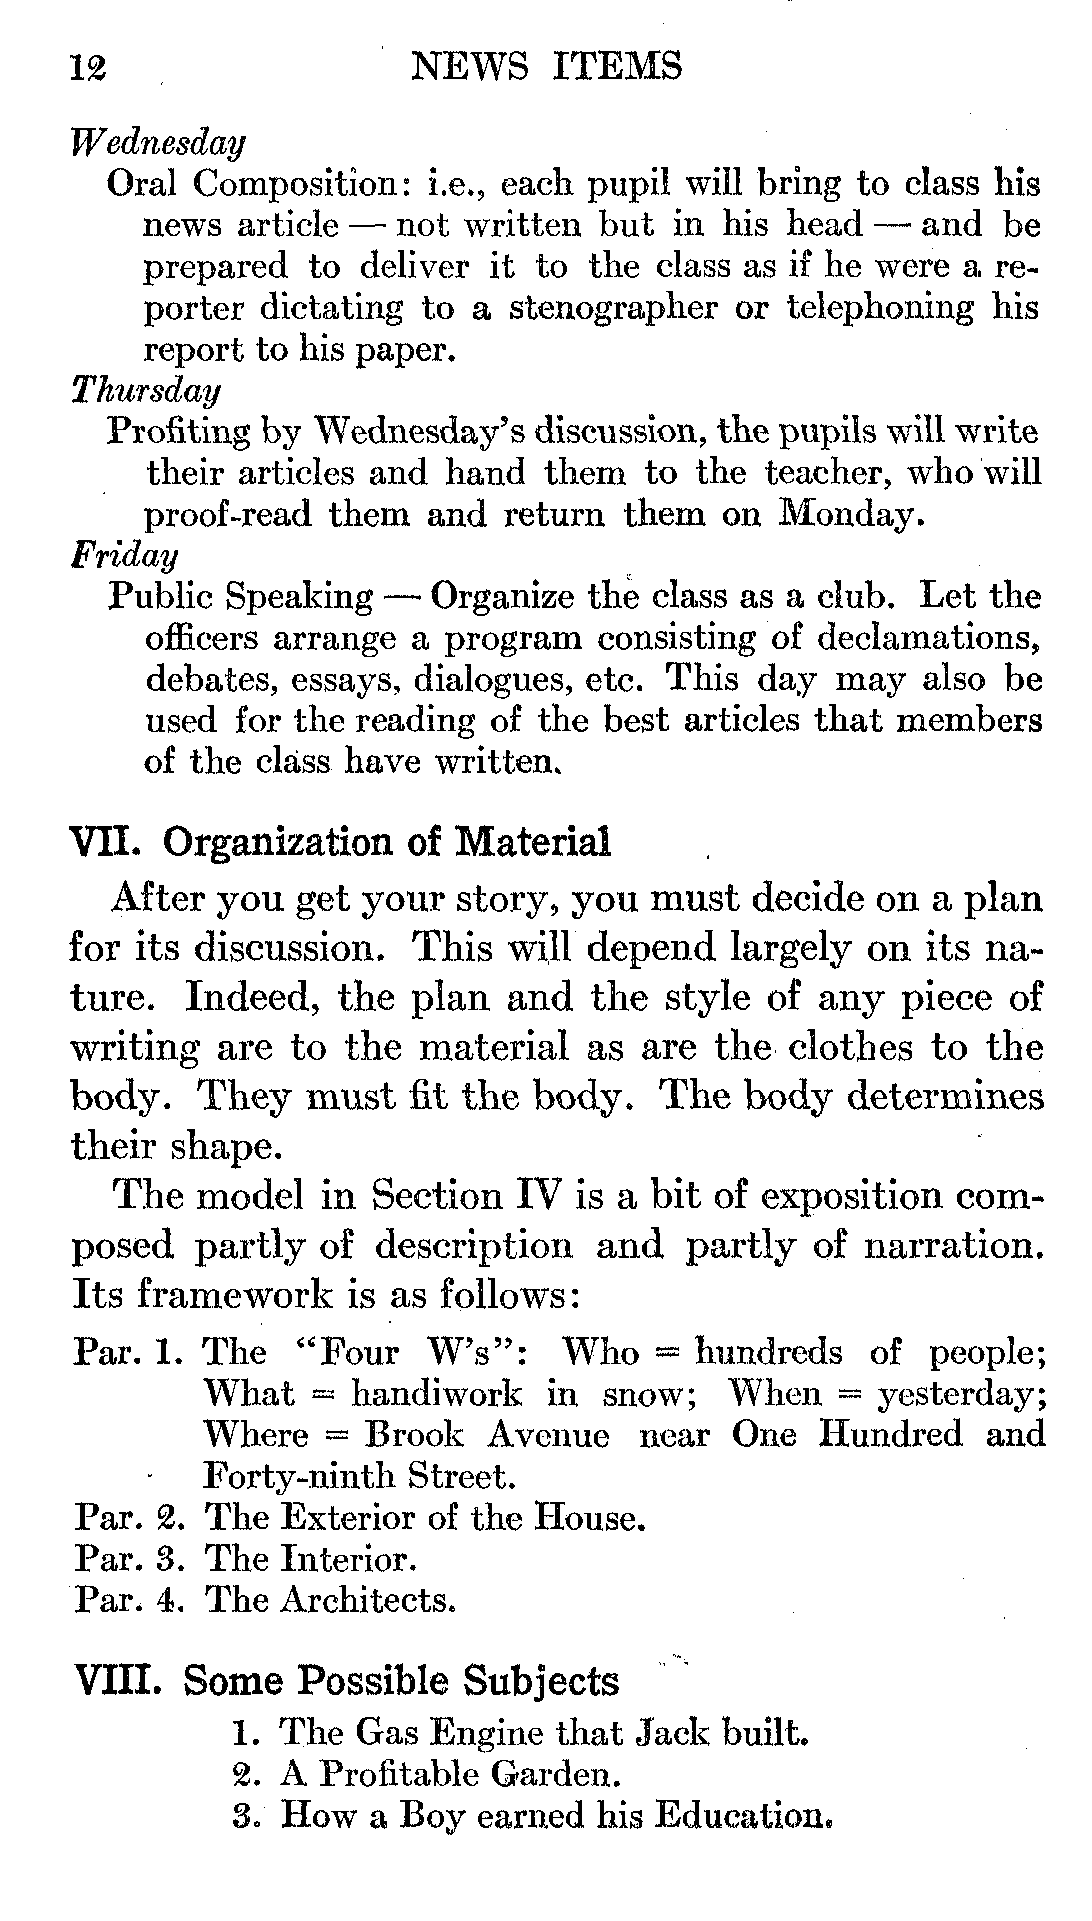 12 NEWS ITEMS
Wednesday
Oral Composition: i.e., each pupil will bring to class his
news article — not written but in his head — and be
prepared to deliver it to the class as if he were a re-
porter dictating to a stenographer or telephoning his
report to his paper.
Thursday
Profiting by Wednesday's discussion, the pupils will write
their articles and hand them to the teacher, who will
proof-read them and return them on Monday.
Friday
Public Speaking — Organize the class as a club. Let the
officers arrange a program consisting of declamations,
debates, essays, dialogues, etc. This day may also be
used for the reading of the best articles that members
of the class have written.
VII. Organization of Material
After you get your story, you must decide on a plan
for its discussion. This will depend largely on its na-
ture. Indeed, the plan and the style of any piece of
writing are to the material as are the clothes to the
body. They must fit the body. The body determines
their shape.
The model in Section IV is a bit of exposition com-
posed partly of description and partly of narration.
Its framework is as follows:
Par. 1. The "Four W's": Who = hundreds of people;
What = handiwork in snow; When = yesterday;
Where = Brook Avenue near One Hundred and
Forty-ninth Street.
Par. 2. The Exterior of the House.
Par. 3. The Interior.
Par. 4. The Architects.
VIII. Some Possible Subjects
1. The Gas Engine that Jack built.
2. A Profitable Garden.
3. How a Boy earned his Education.